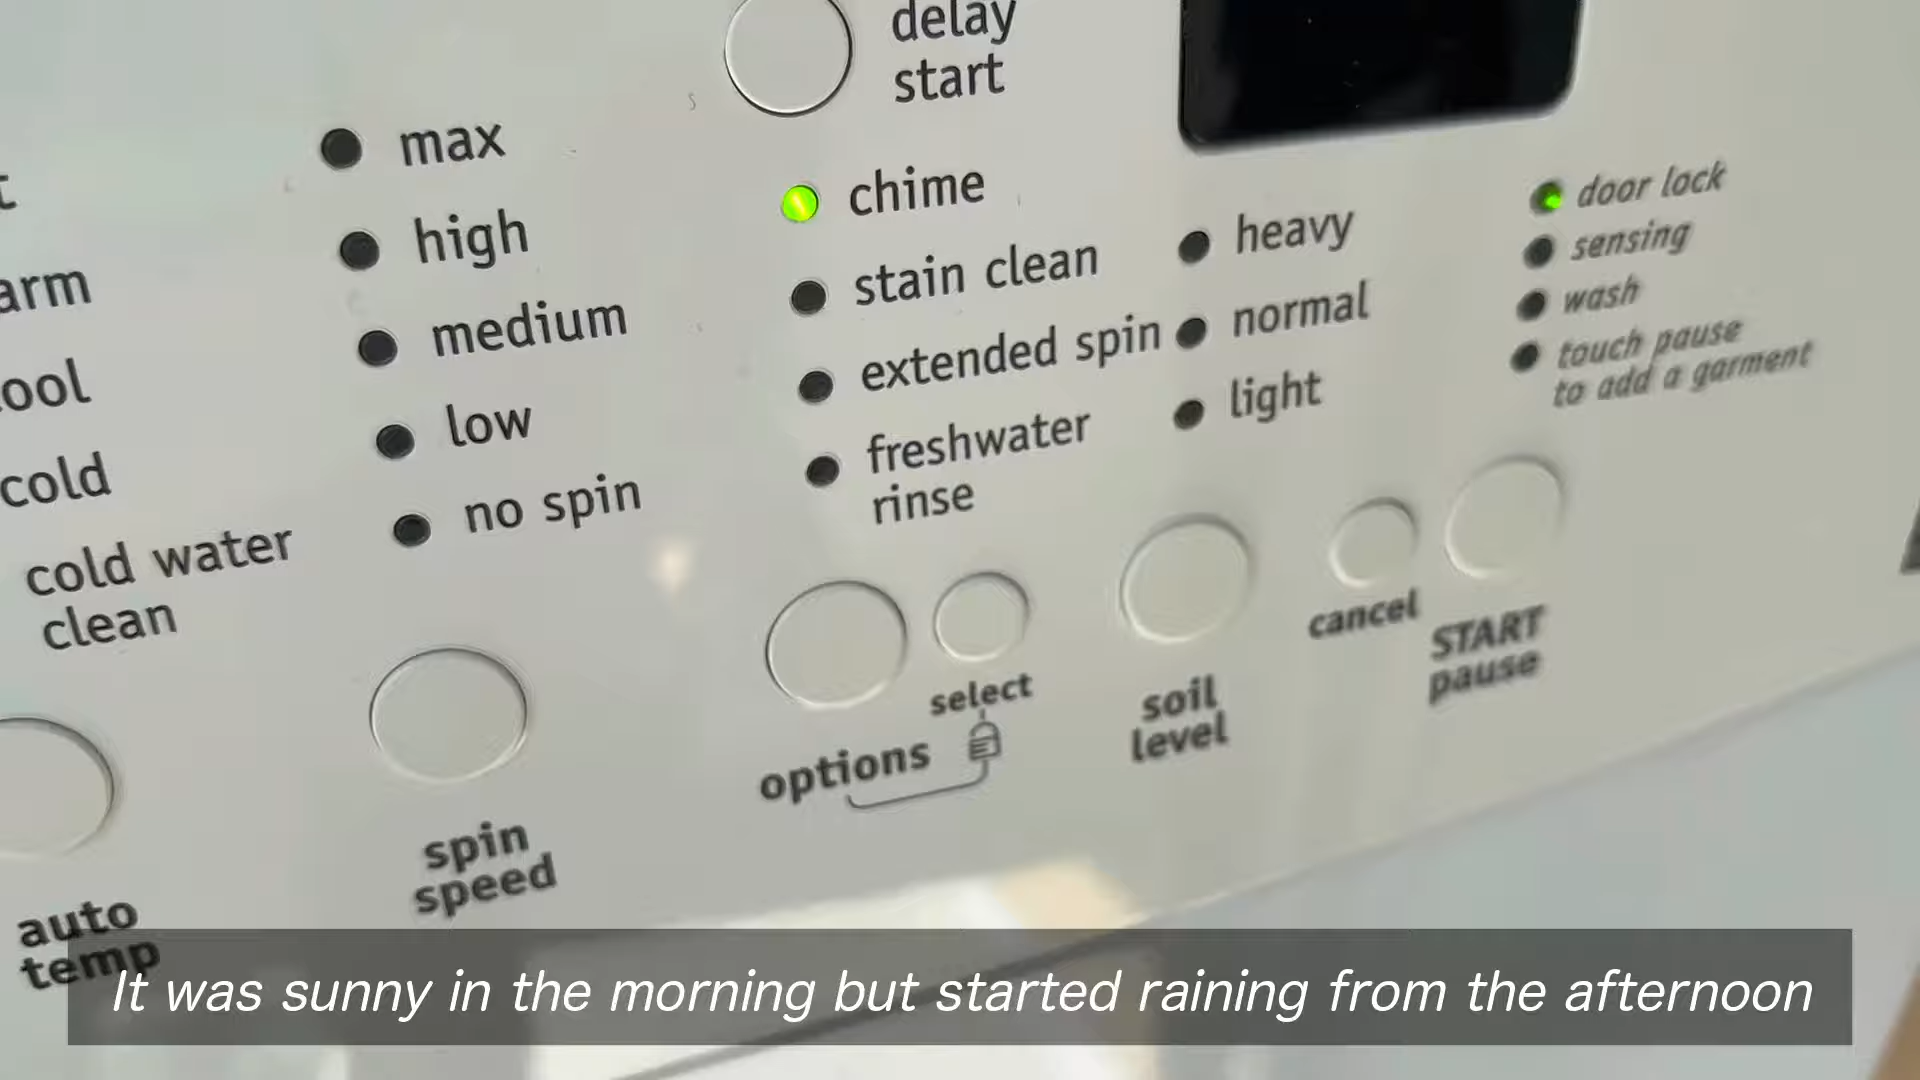 delay
start
max
high
medium
low
no spin
cold
cold water
clean
chime
stain clean
extended spin
freshwater
rinse
heavy
normal
light
door lock
sensing
wash
touch pause
to add a garment
auto
temp
spin
speed
options
select
soil
level
cancel
START
pause
It was sunny in the morning but started raining from the afternoon